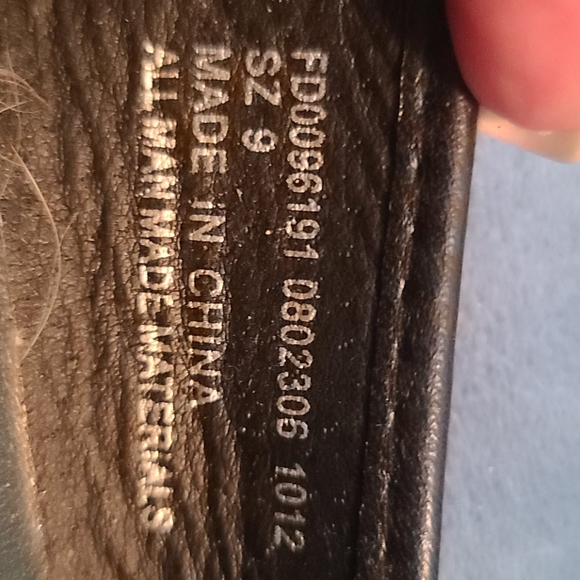 FD0096191 0802306 1012
SZ 9
MADE IN CHINA
ALL MAN MADE MATERIALS